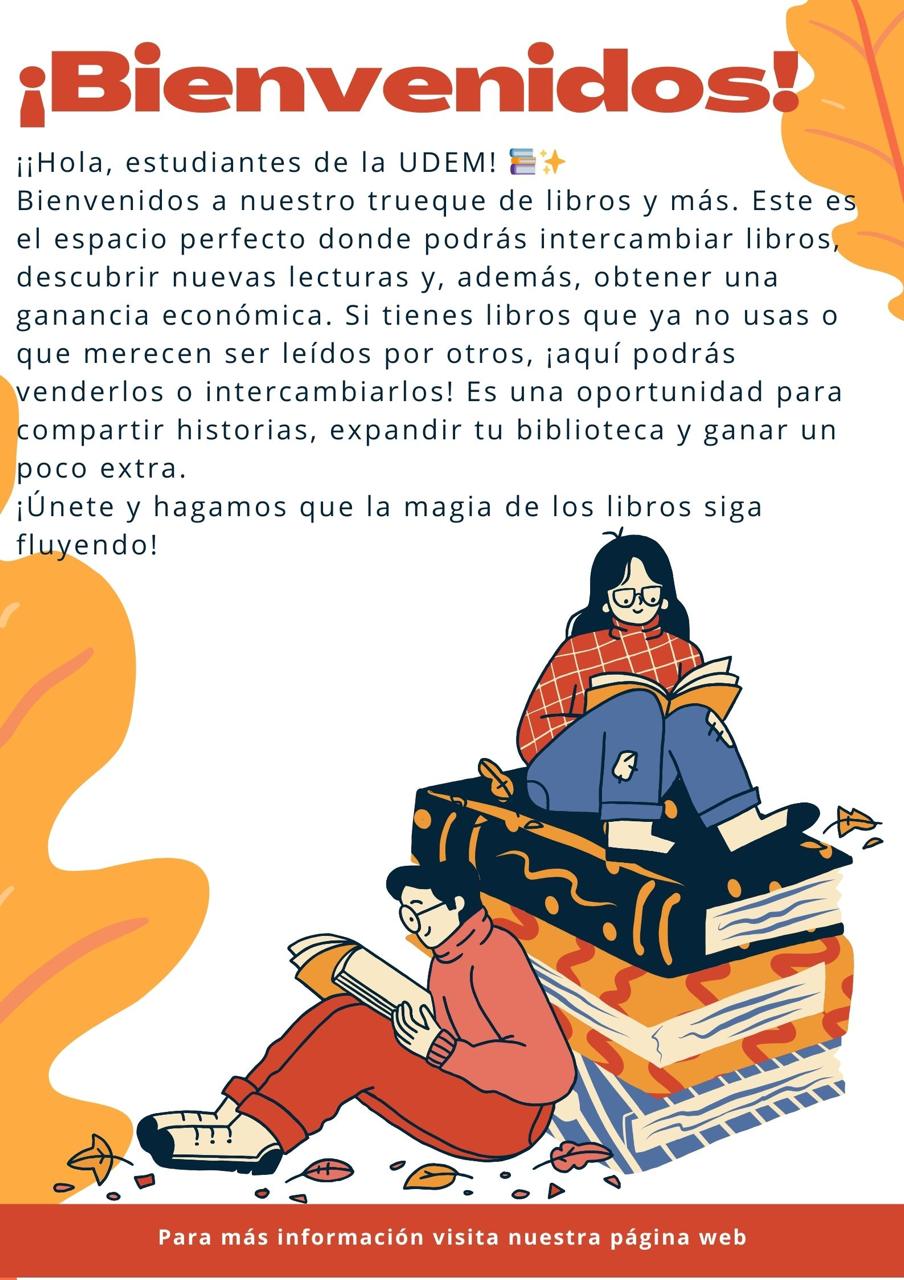 ¡Bienvenidos!
¡¡Hola, estudiantes de la UDEM! 📚✨
Bienvenidos a nuestro trueque de libros y más. Este es
el espacio perfecto donde podrás intercambiar libros,
descubrir nuevas lecturas y, además, obtener una
ganancia económica. Si tienes libros que ya no usas o
que merecen ser leídos por otros, ¡aquí podrás
venderlos o intercambiarlos! Es una oportunidad para
compartir historias, expandir tu biblioteca y ganar un
poco extra.
¡Únete y hagamos que la magia de los libros siga
fluyendo!
Para más información visita nuestra página web